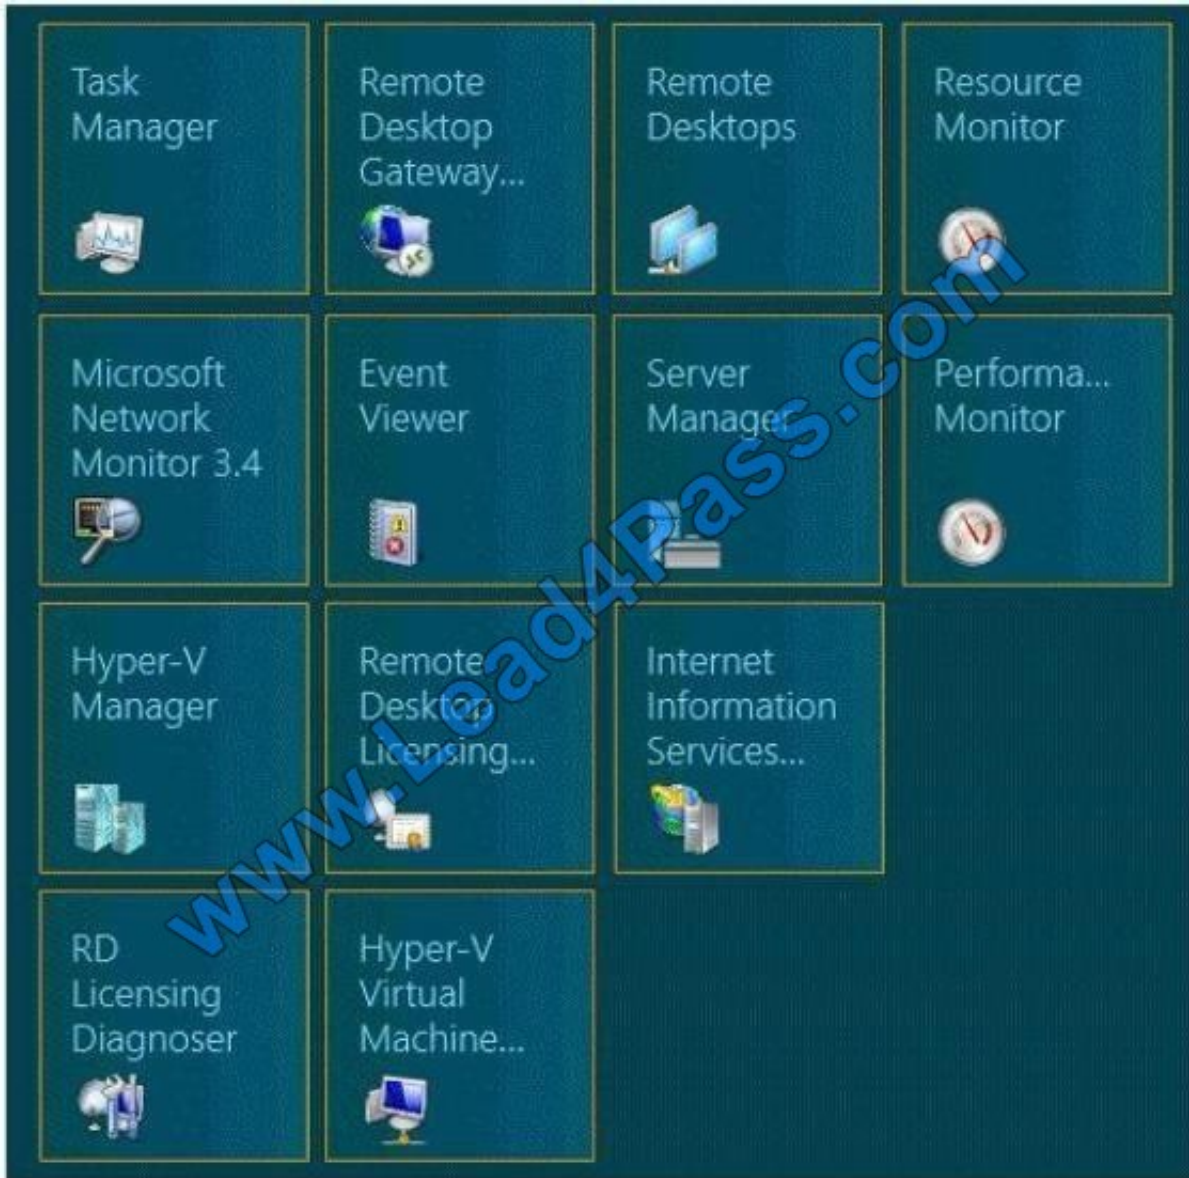 Task
Manager
Remote
Desktop
Gateway...
Remote
Desktops
Resource
Monitor
Microsoft
Network
Monitor 3.4
Event
Viewer
Server
Manager
Performa...
Monitor
Hyper-V
Manager
Remote
Desktop
Licensing...
Internet
Information
Services...
RD
Licensing
Diagnoser
Hyper-V
Virtual
Machine...
www.Lead4Pass.com